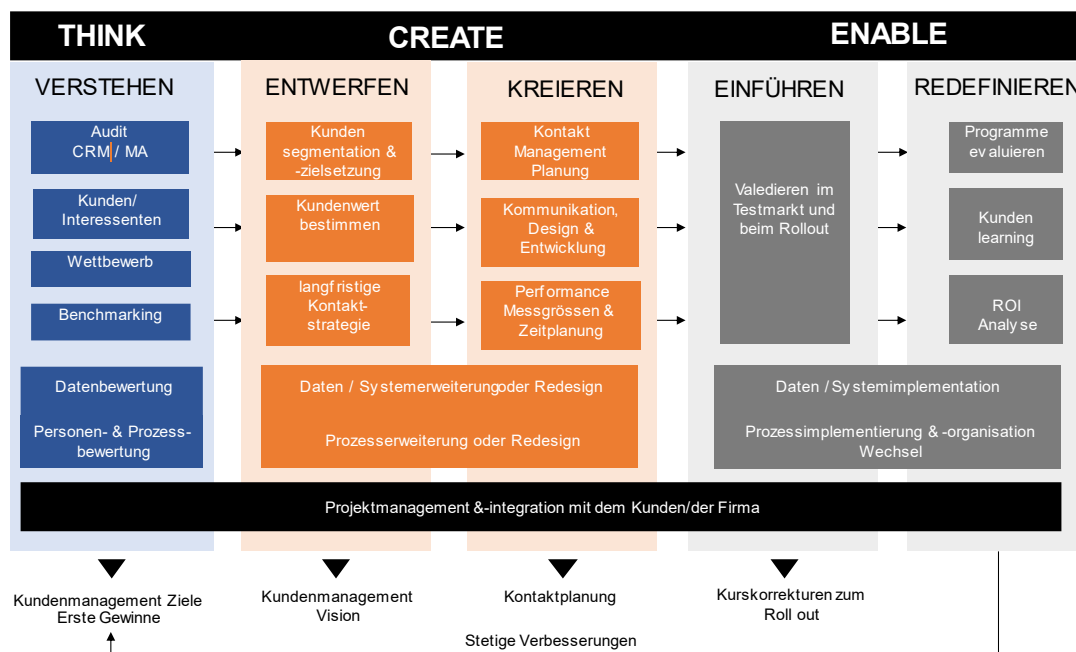 THINK
CREATE
ENABLE
VERSTEHEN
ENTWERFEN
KREIEREN
EINFÜHREN
REDEFINIEREN
Audit
CRM / MA
Kunden/
Interessenten
Wettbewerb
Benchmarking
Kunden
segmentation &
-zielsetzung
Kundenwert
bestimmen
langfristige
Kontakt-
strategie
Kontakt
Management
Planung
Kommunikation,
Design &
Entwicklung
Performance
Messgrössen &
Zeitplanung
Valedieren im
Testmarkt und
beim Rollout
Programme
evaluieren
Kunden
learning
ROI
Analyse
Datenbewertung
Personen- & Prozess-
bewertung
Daten / Systemerweiterungoder Redesign
Prozesserweiterung oder Redesign
Daten / Systemimplementation
Prozessimplementierung & -organisation
Wechsel
Projektmanagement &-integration mit dem Kunden/der Firma
Kundenmanagement Ziele
Erste Gewinne
Kundenmanagement
Vision
Kontaktplanung
Kurskorrekturen zum
Roll out
Stetige Verbesserungen